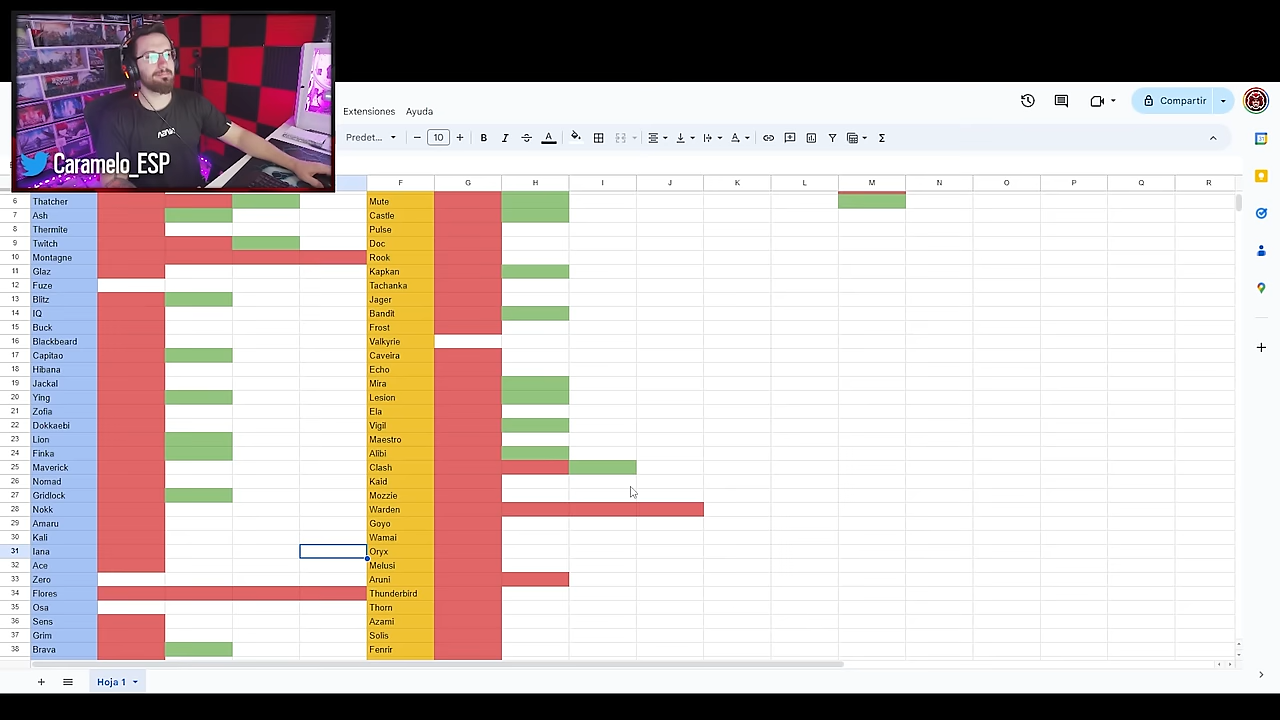 Caramelo_ESP
Extensiones Ayuda
Compartir
Predet... 10
F G H I J K L M N O P Q R
6 Thatcher Mute
7 Ash Castle
8 Thermite Pulse
9 Twitch Doc
10 Montagne Rook
11 Glaz Kapkan
12 Fuze Tachanka
13 Blitz Jager
14 IQ Bandit
15 Buck Frost
16 Blackbeard Valkyrie
17 Capitao Caveira
18 Hibana Echo
19 Jackal Mira
20 Ying Lesion
21 Zofia Ela
22 Dokkaebi Vigil
23 Lion Maestro
24 Finka Alibi
25 Maverick Clash
26 Nomad Kaid
27 Gridlock Mozzie
28 Nokk Warden
29 Amaru Goyo
30 Kali Wamai
31 Iana Oryx
32 Ace Melusi
33 Zero Aruni
34 Flores Thunderbird
35 Osa Thorn
36 Sens Azami
37 Grim Solis
38 Brava Fenrir
Hoja 1